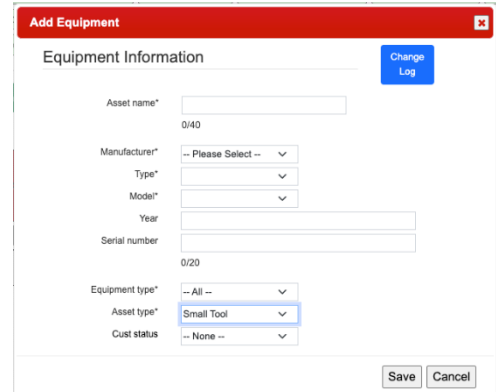 Add Equipment
Equipment Information
Change
Log
Asset name*
0/40
Manufacturer* -- Please Select --
Type*
Model*
Year
Serial number
0/20
Equipment type* -- All --
Asset type* Small Tool
Cust status -- None --
Save Cancel